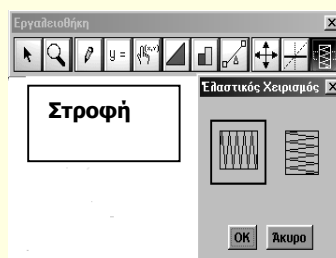 Εργαλειοθήκη
y = (x,y)
Στροφή
Ελαστικός Χειρισμός
OK Άκυρο